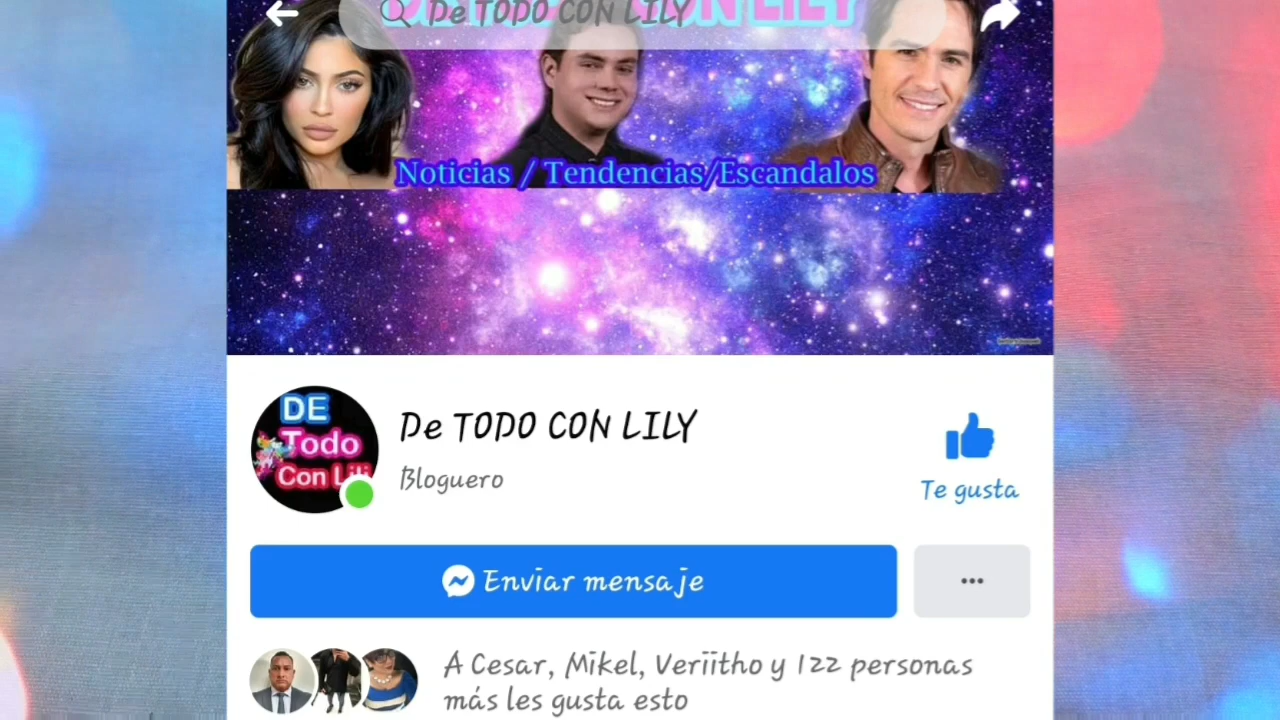 De TODO CON LILY
Noticias / Tendencias/Escandalos
DE
Todo
Con Lili
De TODO CON LILY
Bloguero
Te gusta
Enviar mensaje
A Cesar, Mikel, Veriitho y 122 personas
más les gusta esto